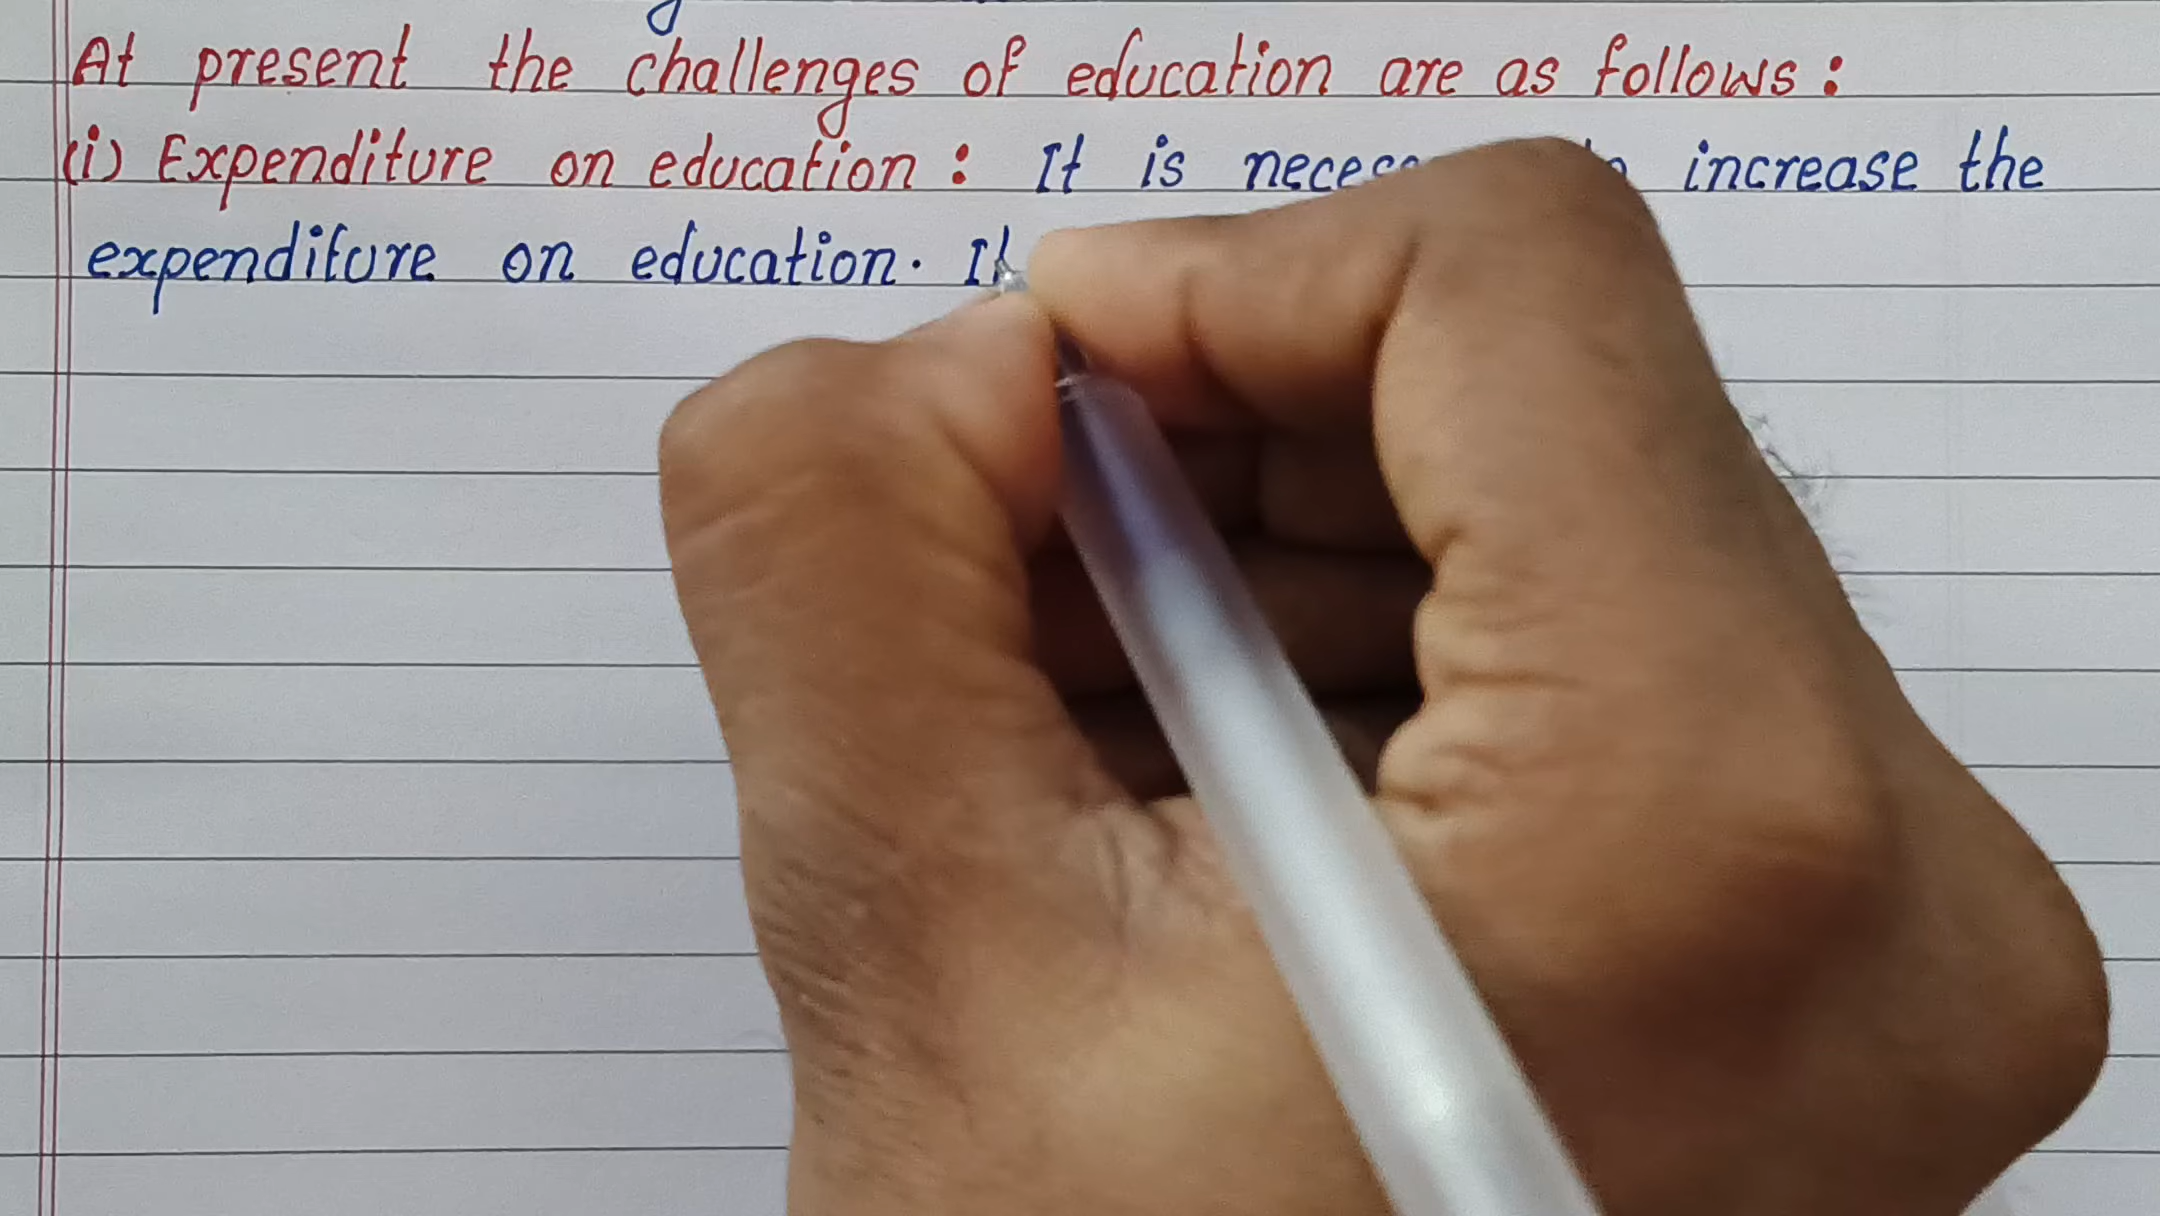 At present the challenges of education are as follows :
(i) Expenditure on education : It is increase the
expenditure on education. It